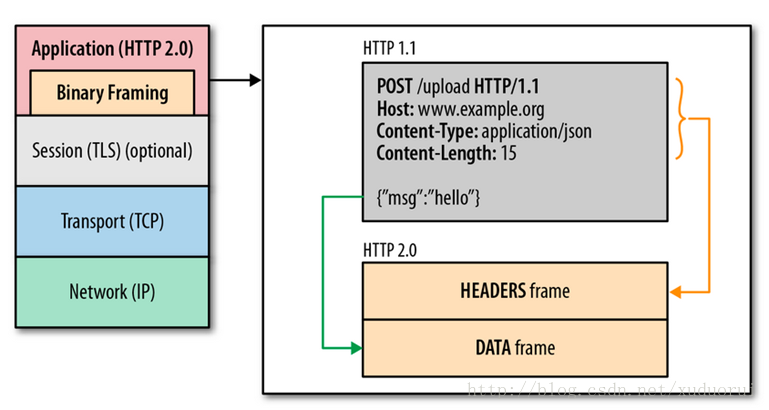 Application (HTTP 2.0)
Binary Framing
Session (TLS) (optional)
Transport (TCP)
Network (IP)
HTTP 1.1
POST /upload HTTP/1.1
Host: www.example.org
Content-Type: application/json
Content-Length: 15
{”msg”:”hello”}
HTTP 2.0
HEADERS frame
DATA frame
http://blog.csdn.net/xuduorui